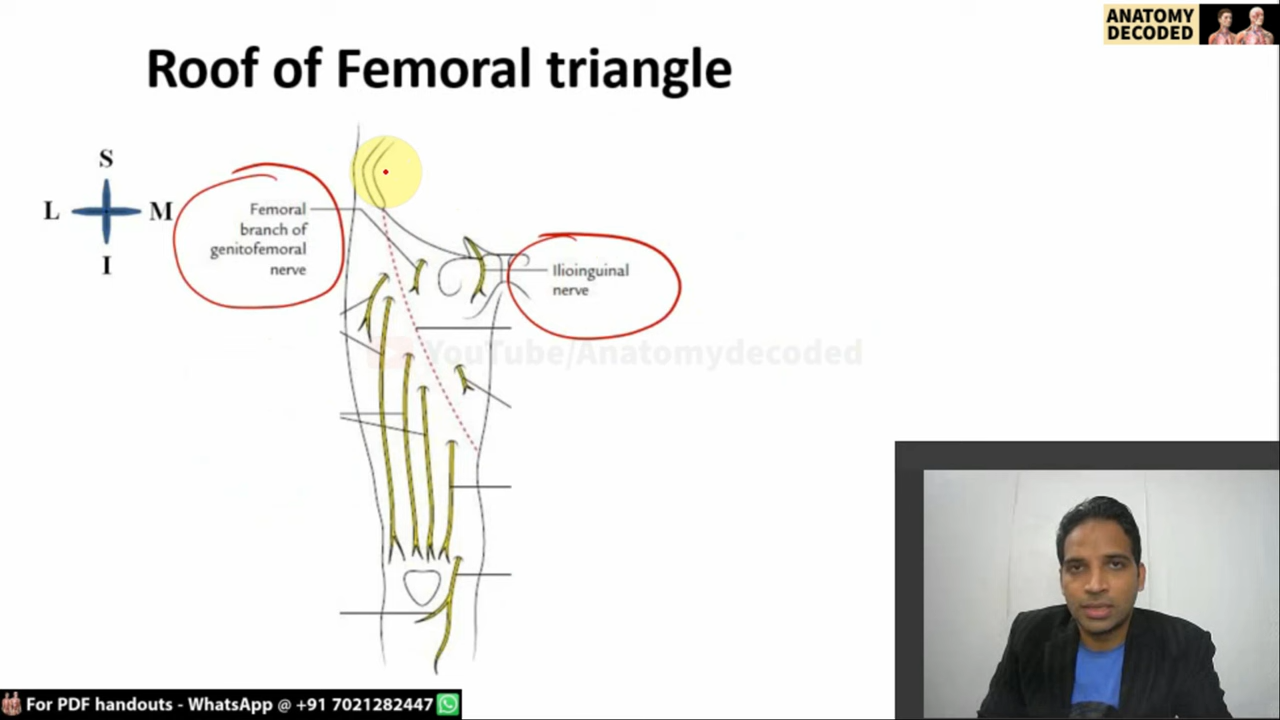 ANATOMY
DECODED
Roof of Femoral triangle
S
L
M
I
Femoral
branch of
genitofemoral
nerve
Ilioinguinal
nerve
YouTube/Anatomydecoded
For PDF handouts - WhatsApp @ +91 7021282447